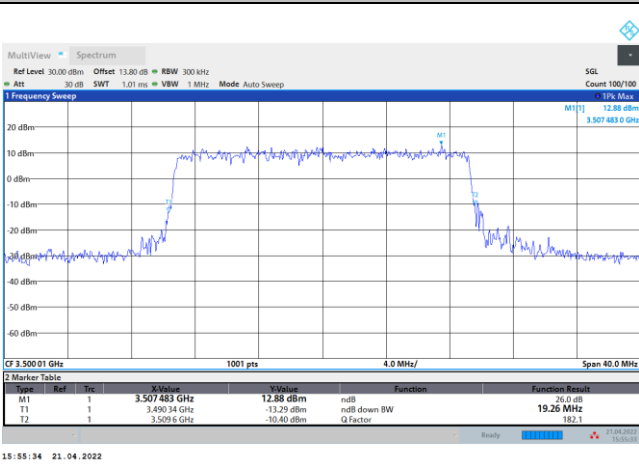 MultiView Spectrum
Ref Level 30.00 dBm Offset 13.80 dB RBW 300 kHz SGL
Att 30 dB SWT 1.01 ms VBW 1 MHz Mode Auto Sweep Count 100/100
1 Frequency Sweep 1Pk Max
M1[1] 12.88 dBm
3.507 483 0 GHz
20 dBm
M1
10 dBm
0 dBm
T1 T2
-10 dBm
-20 dBm
-30 dBm
-40 dBm
-50 dBm
-60 dBm
CF 3.500 01 GHz 1001 pts 4.0 MHz/ Span 40.0 MHz
2 Marker Table
Type Ref Trc X-Value Y-Value Function Function Result
M1 1 3.507 483 GHz 12.88 dBm ndB 26.0 dB
T1 1 3.490 34 GHz -13.29 dBm ndB down BW 19.26 MHz
T2 1 3.509 6 GHz -10.40 dBm Q Factor 182.1
Ready 21.04.2022
15:55:33
15:55:34 21.04.2022